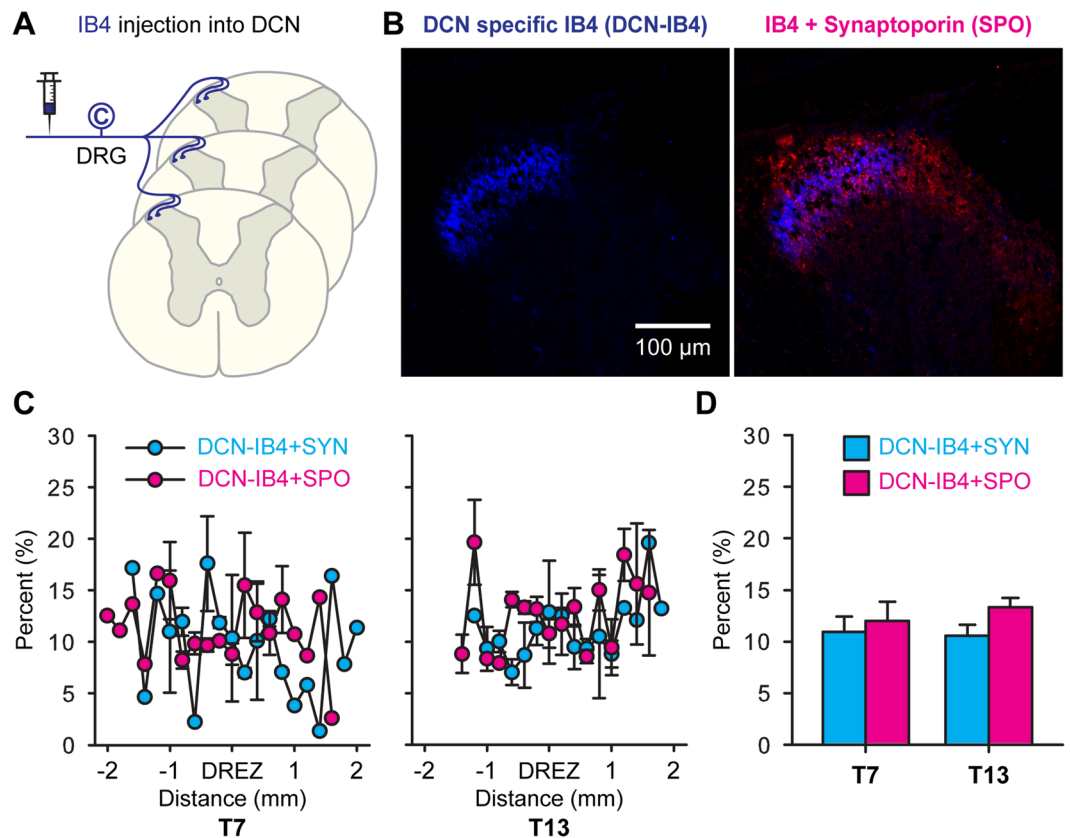 A
IB4 injection into DCN
C
DRG
B
DCN specific IB4 (DCN-IB4)
IB4 + Synaptoporin (SPO)
100 µm
C
Percent (%)
30
25
20
15
10
5
0
DCN-IB4+SYN
DCN-IB4+SPO
-2
-1
DREZ
1
2
Distance (mm)
T7
-2
-1
DREZ
1
2
Distance (mm)
T13
D
Percent (%)
30
25
20
15
10
5
0
DCN-IB4+SYN
DCN-IB4+SPO
T7
T13